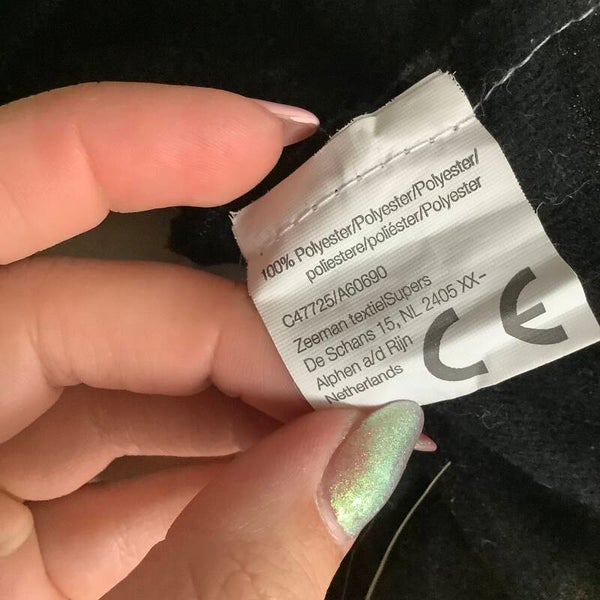 100% Polyester/Polyester/Polyester/
poliestere/poliéster/Polyester
C47725/A60690
Zeeman textielSupers
De Schans 15, NL 2405 XX-
Alphen a/d Rijn
Netherlands
CE